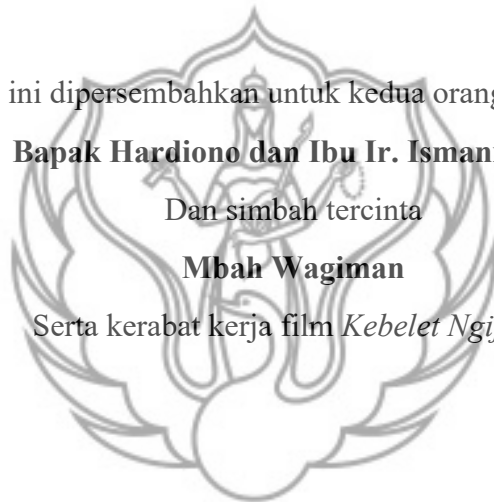 ini dipersembahkan untuk kedua orang
Bapak Hardiono dan Ibu Ir. Ismani
Dan simbah tercinta
Mbah Wagiman
Serta kerabat kerja film Kebelet